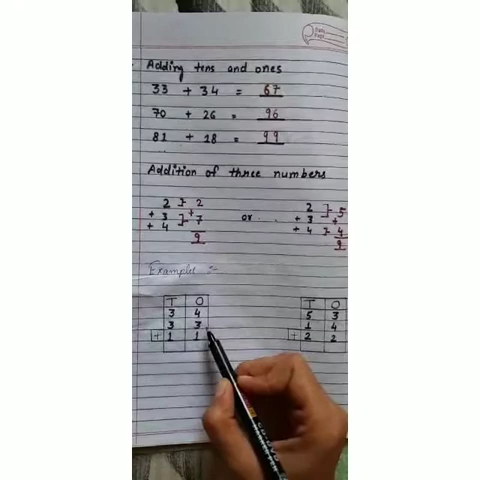 Date
Page
Adding tens and ones
33 + 34 = 67
70 + 26 = 96
81 + 18 = 99
Addition of three numbers
2 } 2
+ 3 } + 7
+ 4
9
or
2 } 5
+ 3 +
+ 4 } 4
9
Example :-
T O
3 4
3 3
+ 1 1
T O
5 3
1 4
+ 2 2